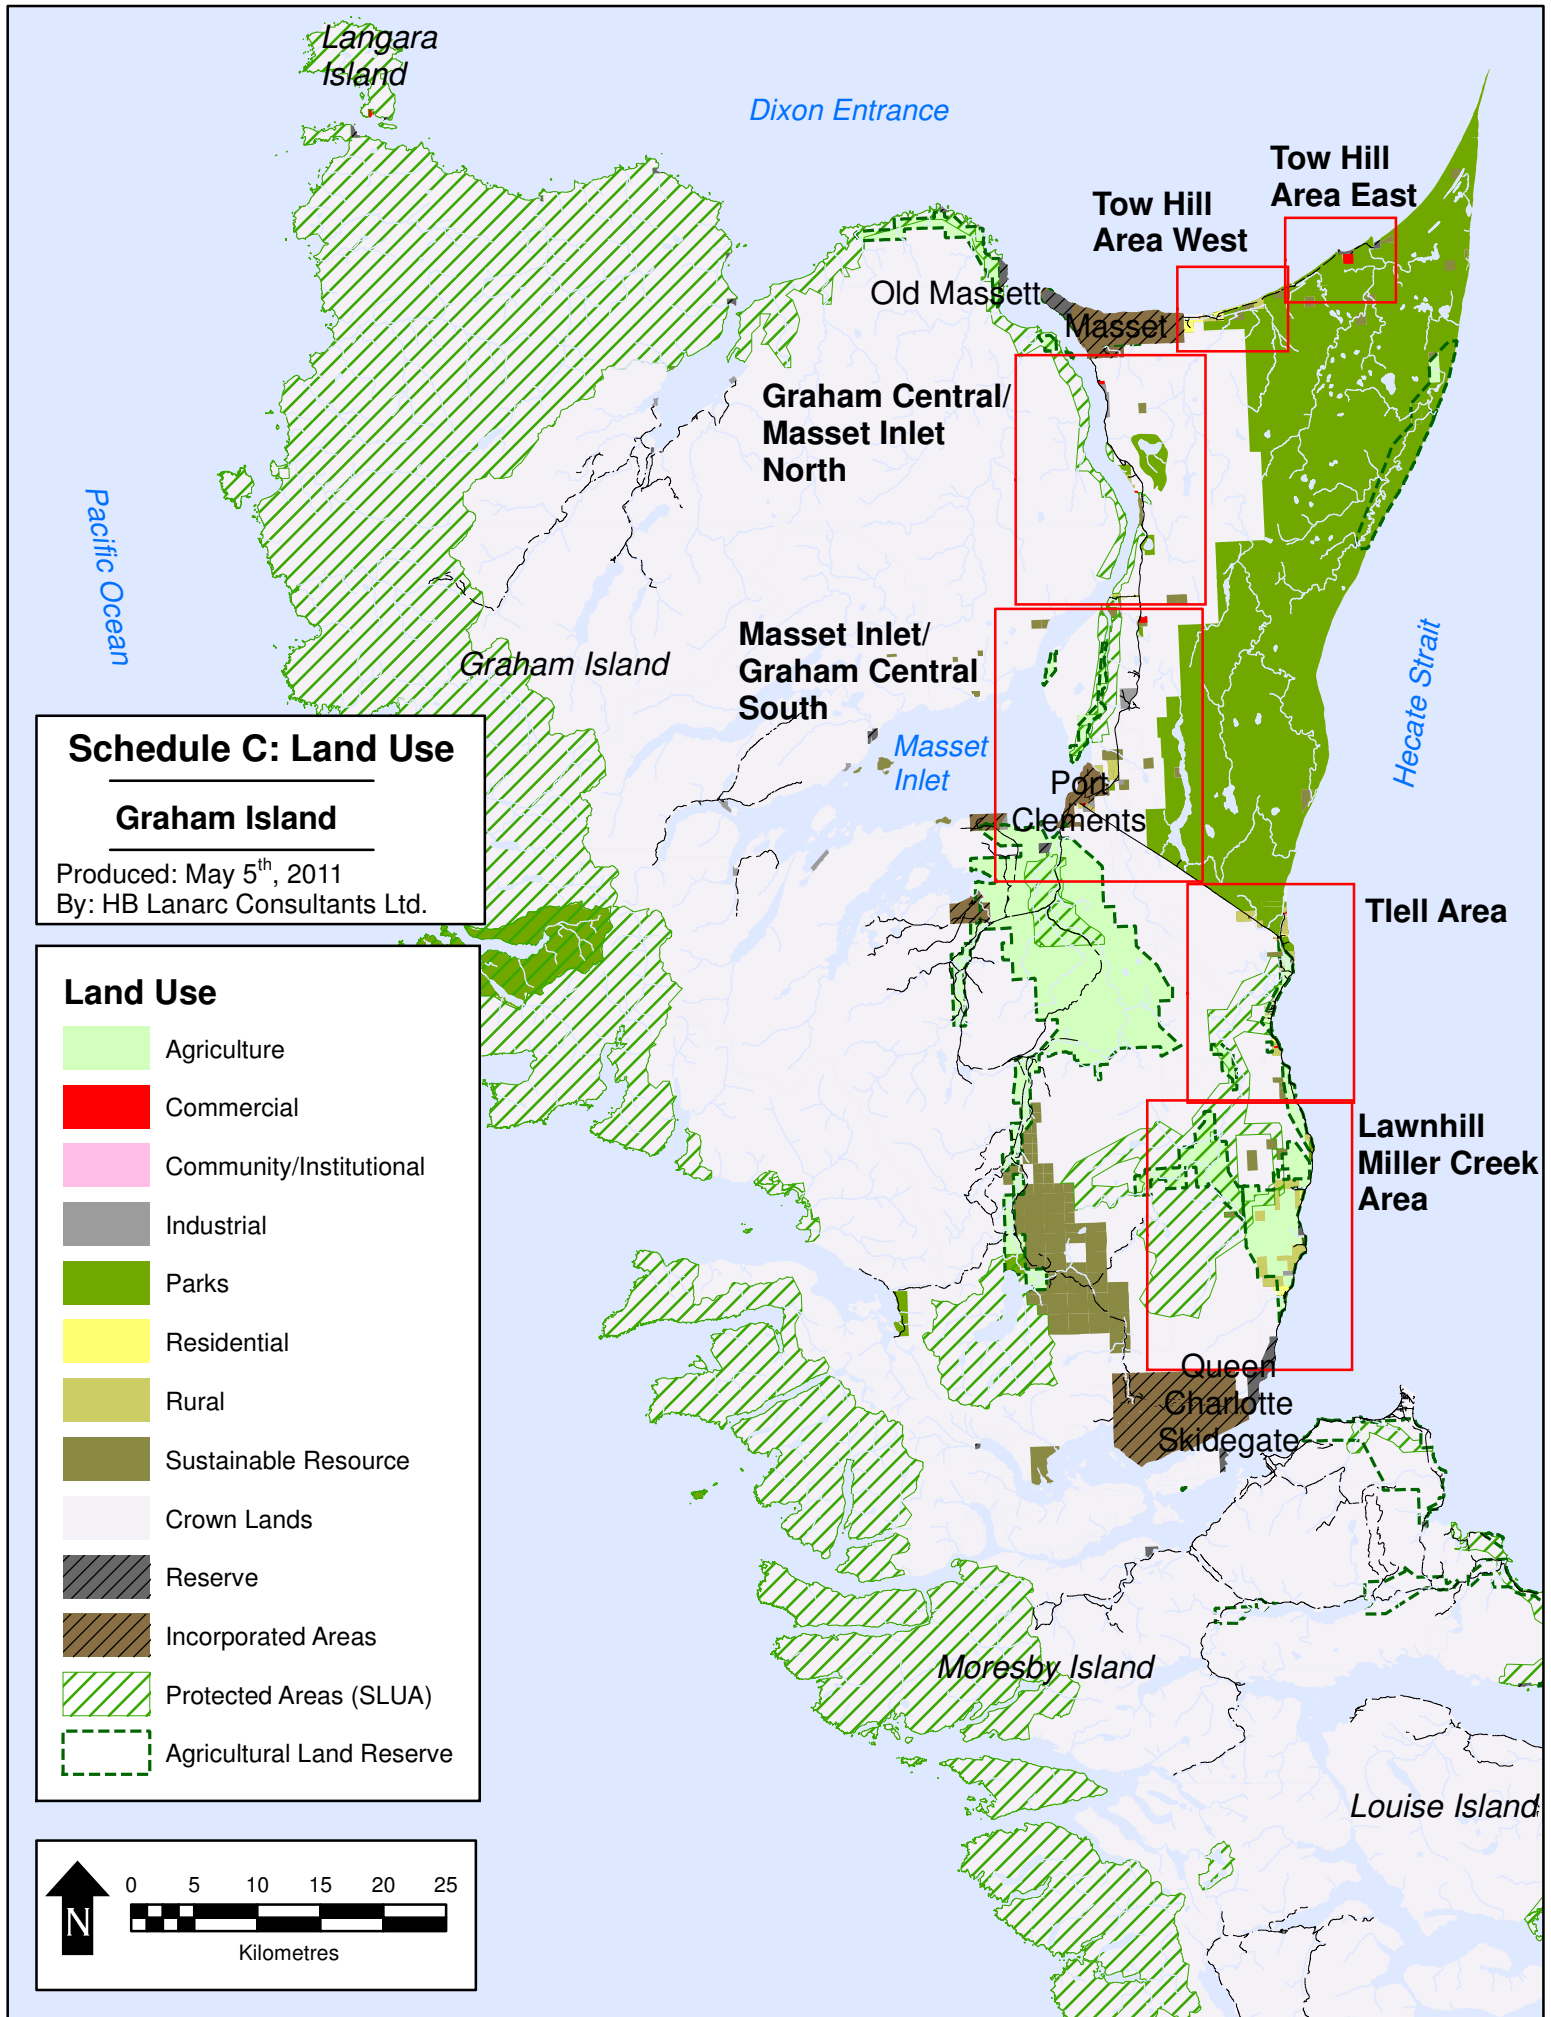 Langara
Island
Dixon Entrance
Tow Hill
Area East
Tow Hill
Area West
Old Massett
Masset
Graham Central/
Masset Inlet
North
Pacific Ocean
Masset Inlet/
Graham Central
South
Graham Island
Hecate Strait
Masset
Inlet
Port
Clements
Schedule C: Land Use
Graham Island
Produced: May 5th, 2011
By: HB Lanarc Consultants Ltd.
Tlell Area
Lawnhill
Miller Creek
Area
Land Use
Agriculture
Commercial
Community/Institutional
Industrial
Parks
Residential
Rural
Sustainable Resource
Crown Lands
Reserve
Incorporated Areas
Protected Areas (SLUA)
Agricultural Land Reserve
Queen
Charlotte
Skidegate
Moresby Island
Louise Island
0 5 10 15 20 25
N
Kilometres